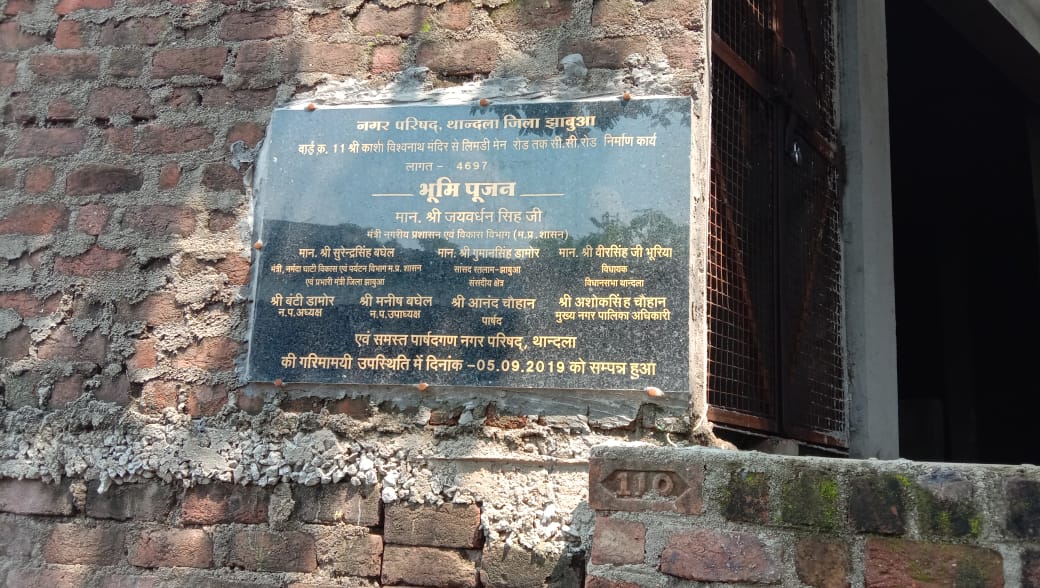 नगर परिषद्, थान्दला जिला झाबुआ
वार्ड क्र. 11 श्री काशी विश्वनाथ मंदिर से लिमडी मेन रोड तक सी.सी.रोड निर्माण कार्य
लागत - 4697
भूमि पूजन
मान. श्री जयवर्धन सिह जी
मंत्री नगरीय प्रशासन एवं विकास विभाग (म.प्र.शासन)
मान. श्री सुरेन्द्रसिंह बघेल मान. श्री गुमानसिंह डामोर मान. श्री वीरसिंह जी भूरिया
मंत्री, नर्मदा घाटी विकास एवं पर्यटन विभाग म.प्र. शासन सांसद रतलाम-झाबुआ विधायक
एवं प्रभारी मंत्री जिला झाबुआ संसदीय क्षेत्र विधानसभा थान्दला
श्री बंटी डामोर श्री मनीष बघेल श्री आनंद चौहान श्री अशोकसिंह चौहान
न.प.अध्यक्ष न.प.उपाध्यक्ष पार्षद मुख्य नगर पालिका अधिकारी
एवं समस्त पार्षदगण नगर परिषद्, थान्दला
की गरिमामयी उपस्थिति में दिनांक -05.09.2019 को सम्पन्न हुआ
110